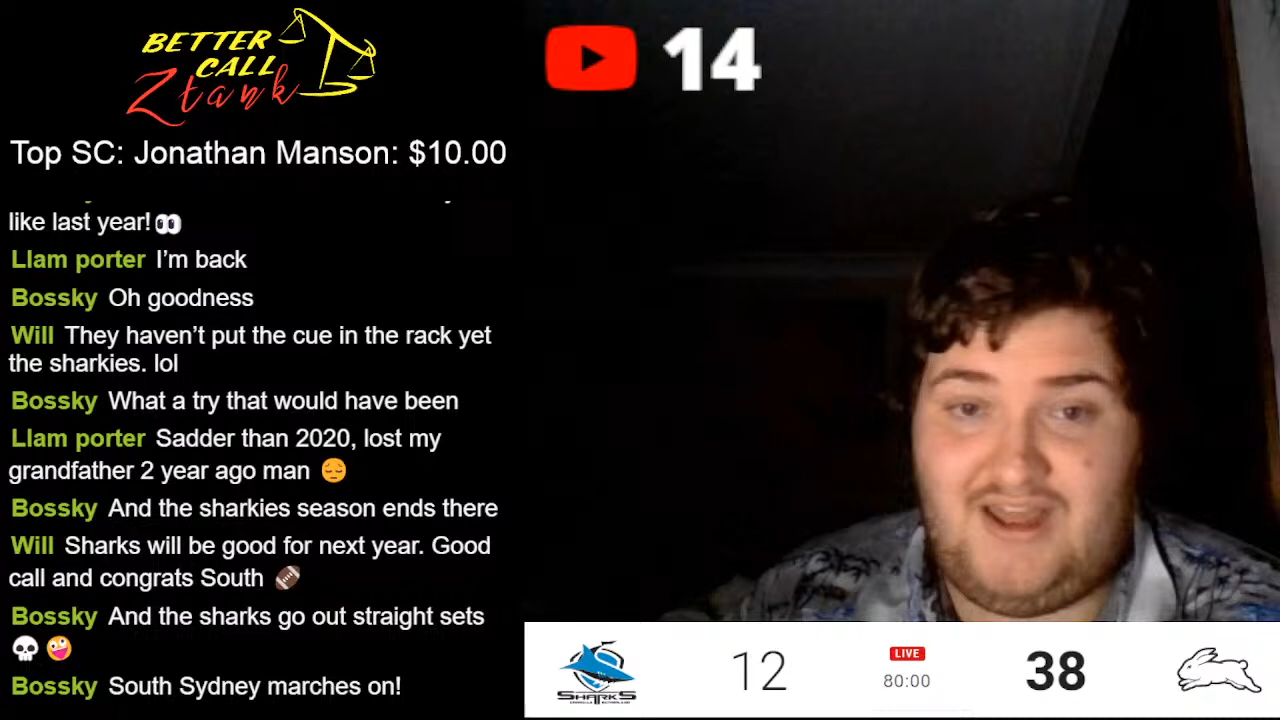 BETTER
CALL
Ztank
14
Top SC: Jonathan Manson: $10.00
like last year!👀
Llam porter I’m back
Bossky Oh goodness
Will They haven’t put the cue in the rack yet
the sharkies. lol
Bossky What a try that would have been
Llam porter Sadder than 2020, lost my
grandfather 2 year ago man 😔
Bossky And the sharkies season ends there
Will Sharks will be good for next year. Good
call and congrats South 🏈
Bossky And the sharks go out straight sets
💀🤪
Bossky South Sydney marches on!
SHARKS
12
LIVE
80:00
38